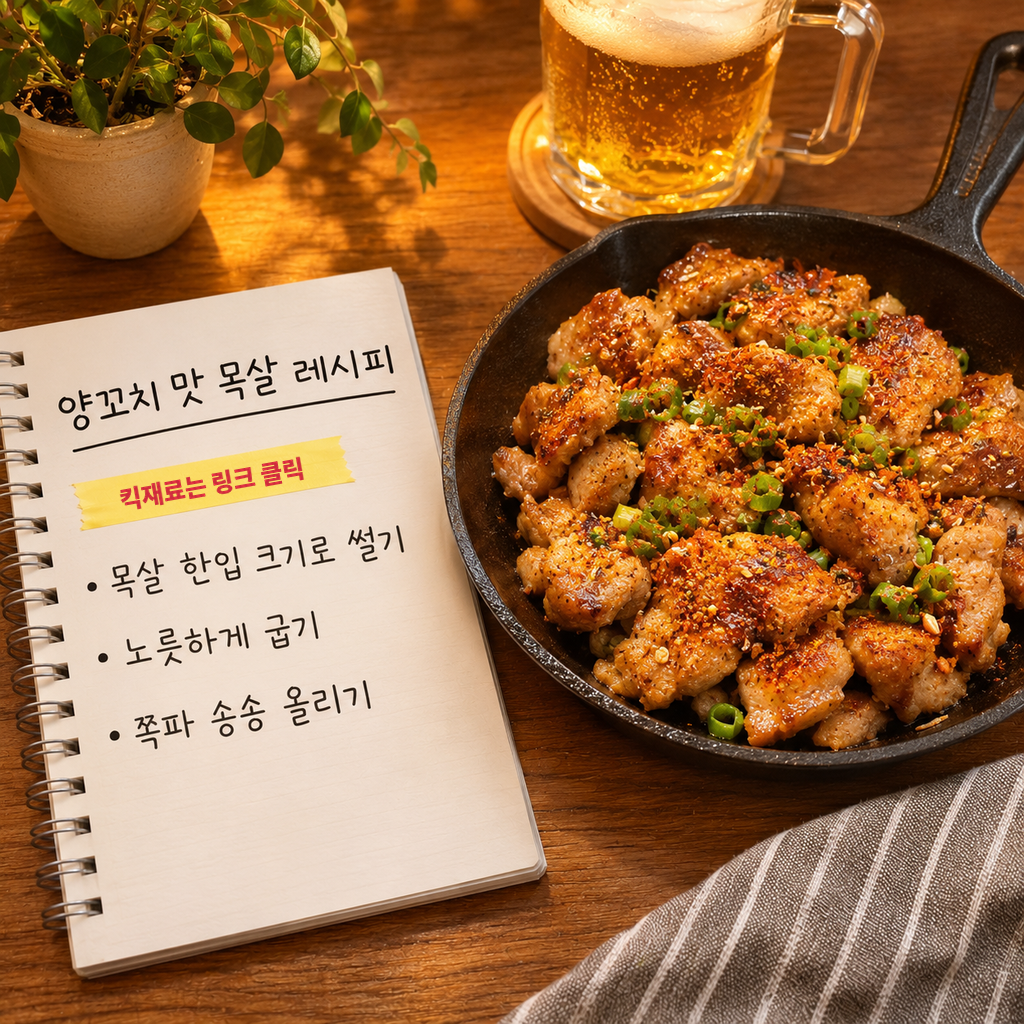 양꼬치 맛 목살 레시피
킥재료는 링크 클릭
• 목살 한입 크기로 썰기
• 노릇하게 굽기
• 쪽파 송송 올리기